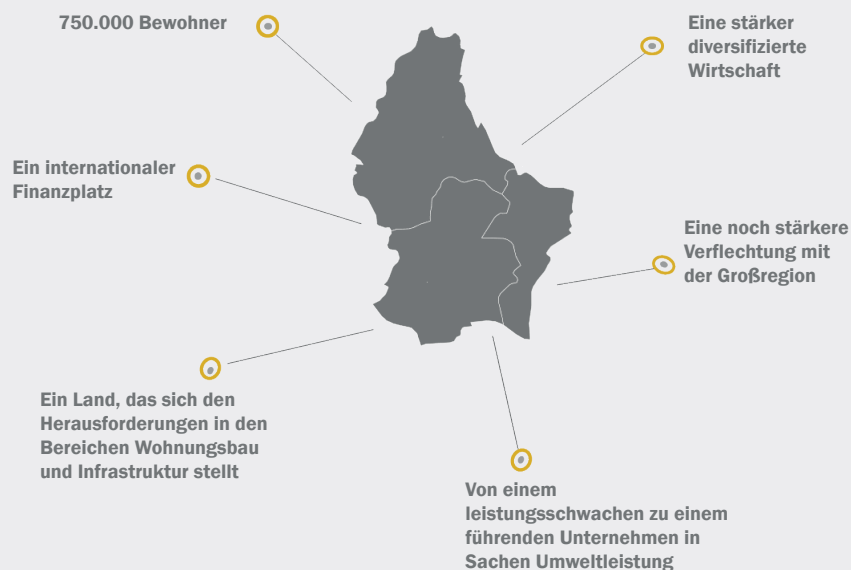 750.000 Bewohner
Eine stärker
diversifizierte
Wirtschaft
Ein internationaler
Finanzplatz
Eine noch stärkere
Verflechtung mit
der Großregion
Ein Land, das sich den
Herausforderungen in den
Bereichen Wohnungsbau
und Infrastruktur stellt
Von einem
leistungsschwachen zu einem
führenden Unternehmen in
Sachen Umweltleistung